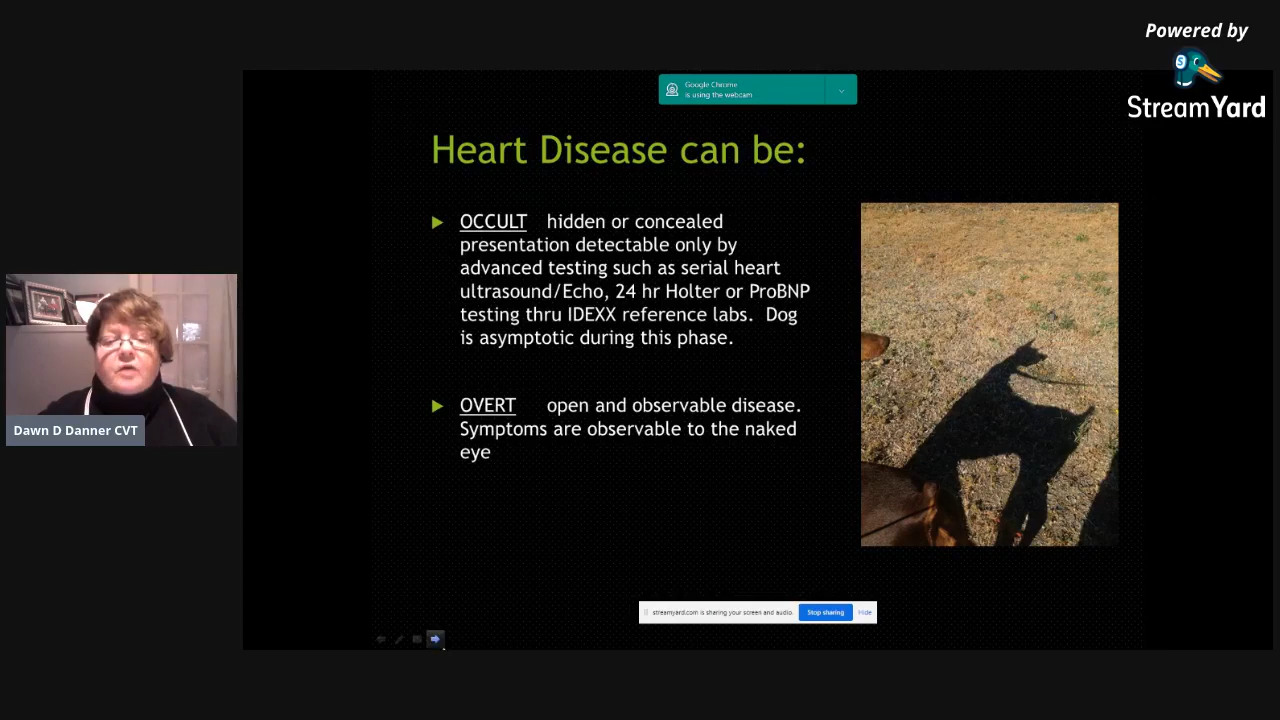 Powered by
StreamYard
Google Chrome
is using the webcam
Heart Disease can be:
OCCULT hidden or concealed
presentation detectable only by
advanced testing such as serial heart
ultrasound/Echo, 24 hr Holter or ProBNP
testing thru IDEXX reference labs. Dog
is asymptotic during this phase.
OVERT open and observable disease.
Symptoms are observable to the naked
eye
Dawn D Danner CVT
streamyard.com is sharing your screen and audio.
Stop sharing
Hide